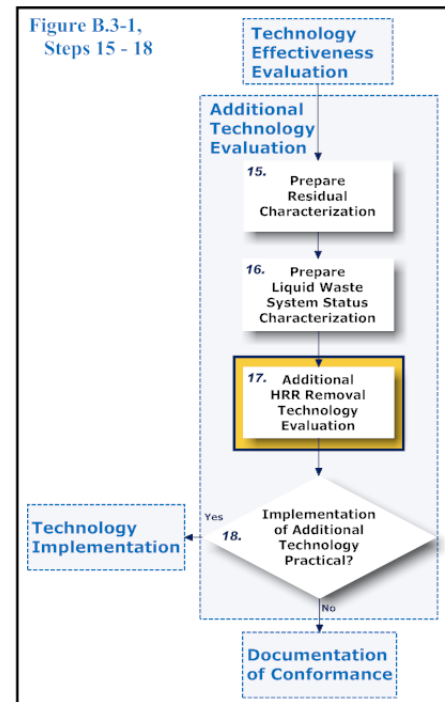 Figure B.3-1,
Steps 15 - 18
Technology
Effectiveness
Evaluation
Additional
Technology
Evaluation
15.
Prepare
Residual
Characterization
16.
Prepare
Liquid Waste
System Status
Characterization
17.
Additional
HRR Removal
Technology
Evaluation
18.
Implementation
of Additional
Technology
Practical?
Yes
Technology
Implementation
No
Documentation
of Conformance